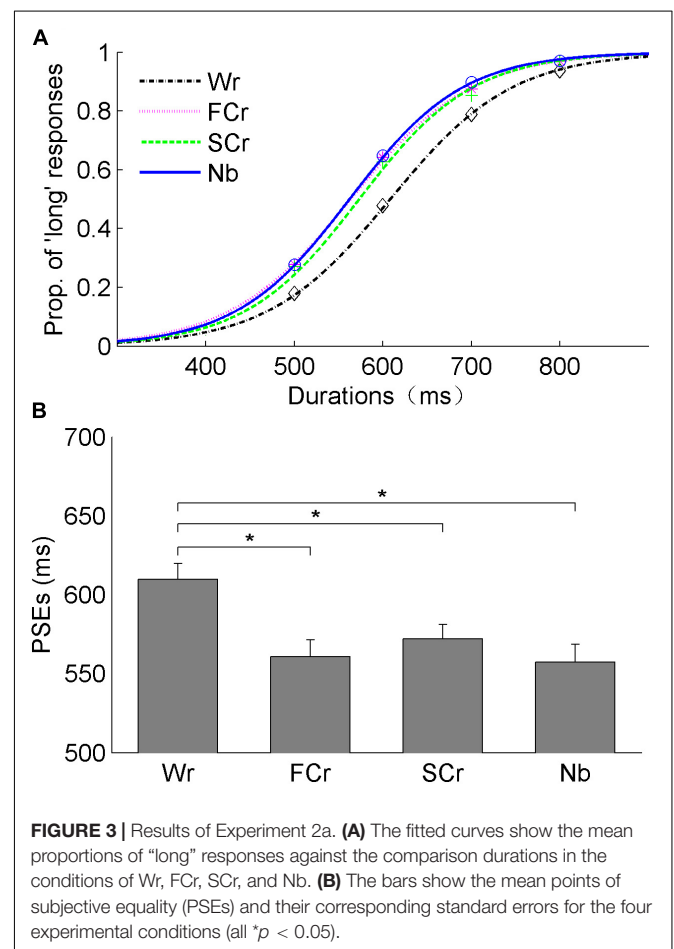 A
1
0.8
0.6
0.4
0.2
0
Prop. of 'long' responses
Wr
FCr
SCr
Nb
400 500 600 700 800
Durations（ms）
B
700
650
600
550
500
PSEs (ms)
*
*
*
Wr FCr SCr Nb
FIGURE 3 | Results of Experiment 2a. (A) The fitted curves show the mean
proportions of “long” responses against the comparison durations in the
conditions of Wr, FCr, SCr, and Nb. (B) The bars show the mean points of
subjective equality (PSEs) and their corresponding standard errors for the four
experimental conditions (all *p < 0.05).